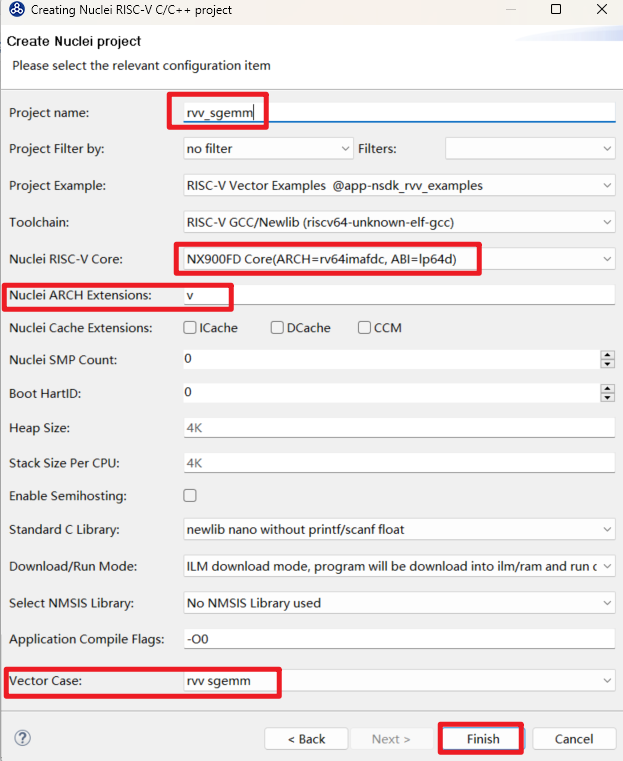 Creating Nuclei RISC-V C/C++ project
Create Nuclei project
Please select the relevant configuration item
Project name: rvv_sgemm
Project Filter by: no filter Filters:
Project Example: RISC-V Vector Examples @app-nsdk_rvv_examples
Toolchain: RISC-V GCC/Newlib (riscv64-unknown-elf-gcc)
Nuclei RISC-V Core: NX900FD Core(ARCH=rv64imafdc, ABI=lp64d)
Nuclei ARCH Extensions: v
Nuclei Cache Extensions: ICache DCache CCM
Nuclei SMP Count: 0
Boot HartID: 0
Heap Size: 4K
Stack Size Per CPU: 4K
Enable Semihosting:
Standard C Library: newlib nano without printf/scanf float
Download/Run Mode: ILM download mode, program will be download into ilm/ram and run
Select NMSIS Library: No NMSIS Library used
Application Compile Flags: -O0
Vector Case: rvv sgemm
? < Back Next > Finish Cancel